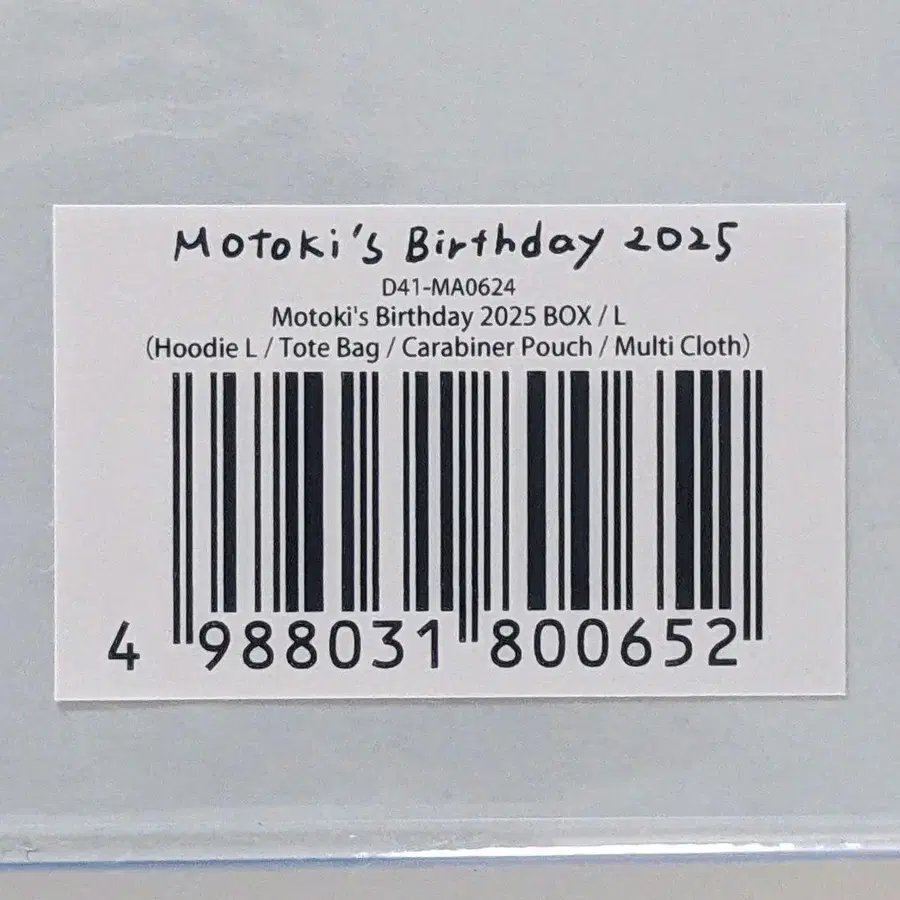 Motoki's Birthday 2025
D41-MA0624
Motoki's Birthday 2025 BOX / L
(Hoodie L / Tote Bag / Carabiner Pouch / Multi Cloth)
4 988031 800652